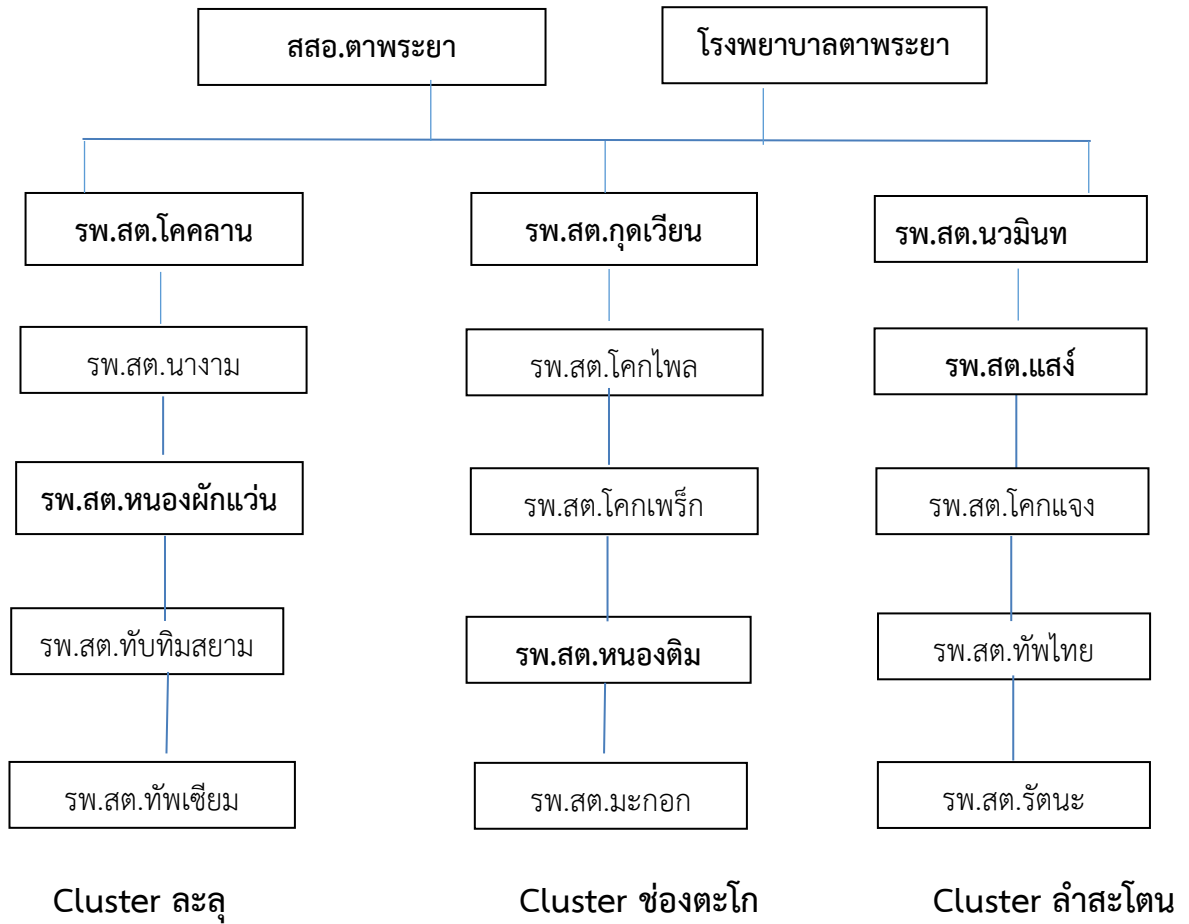 สสอ.ตาพระยา
โรงพยาบาลตาพระยา
รพ.สต.โคคลาน
รพ.สต.กุดเวียน
รพ.สต.นวมินท
รพ.สต.นางาม
รพ.สต.โคกไพล
รพ.สต.แสง์
รพ.สต.หนองผักแว่น
รพ.สต.โคกเพร็ก
รพ.สต.โคกแจง
รพ.สต.ทับทิมสยาม
รพ.สต.หนองติม
รพ.สต.ทัพไทย
รพ.สต.ทัพเซียม
รพ.สต.มะกอก
รพ.สต.รัตนะ
Cluster ละลุ
Cluster ช่องตะโก
Cluster ลำสะโตน